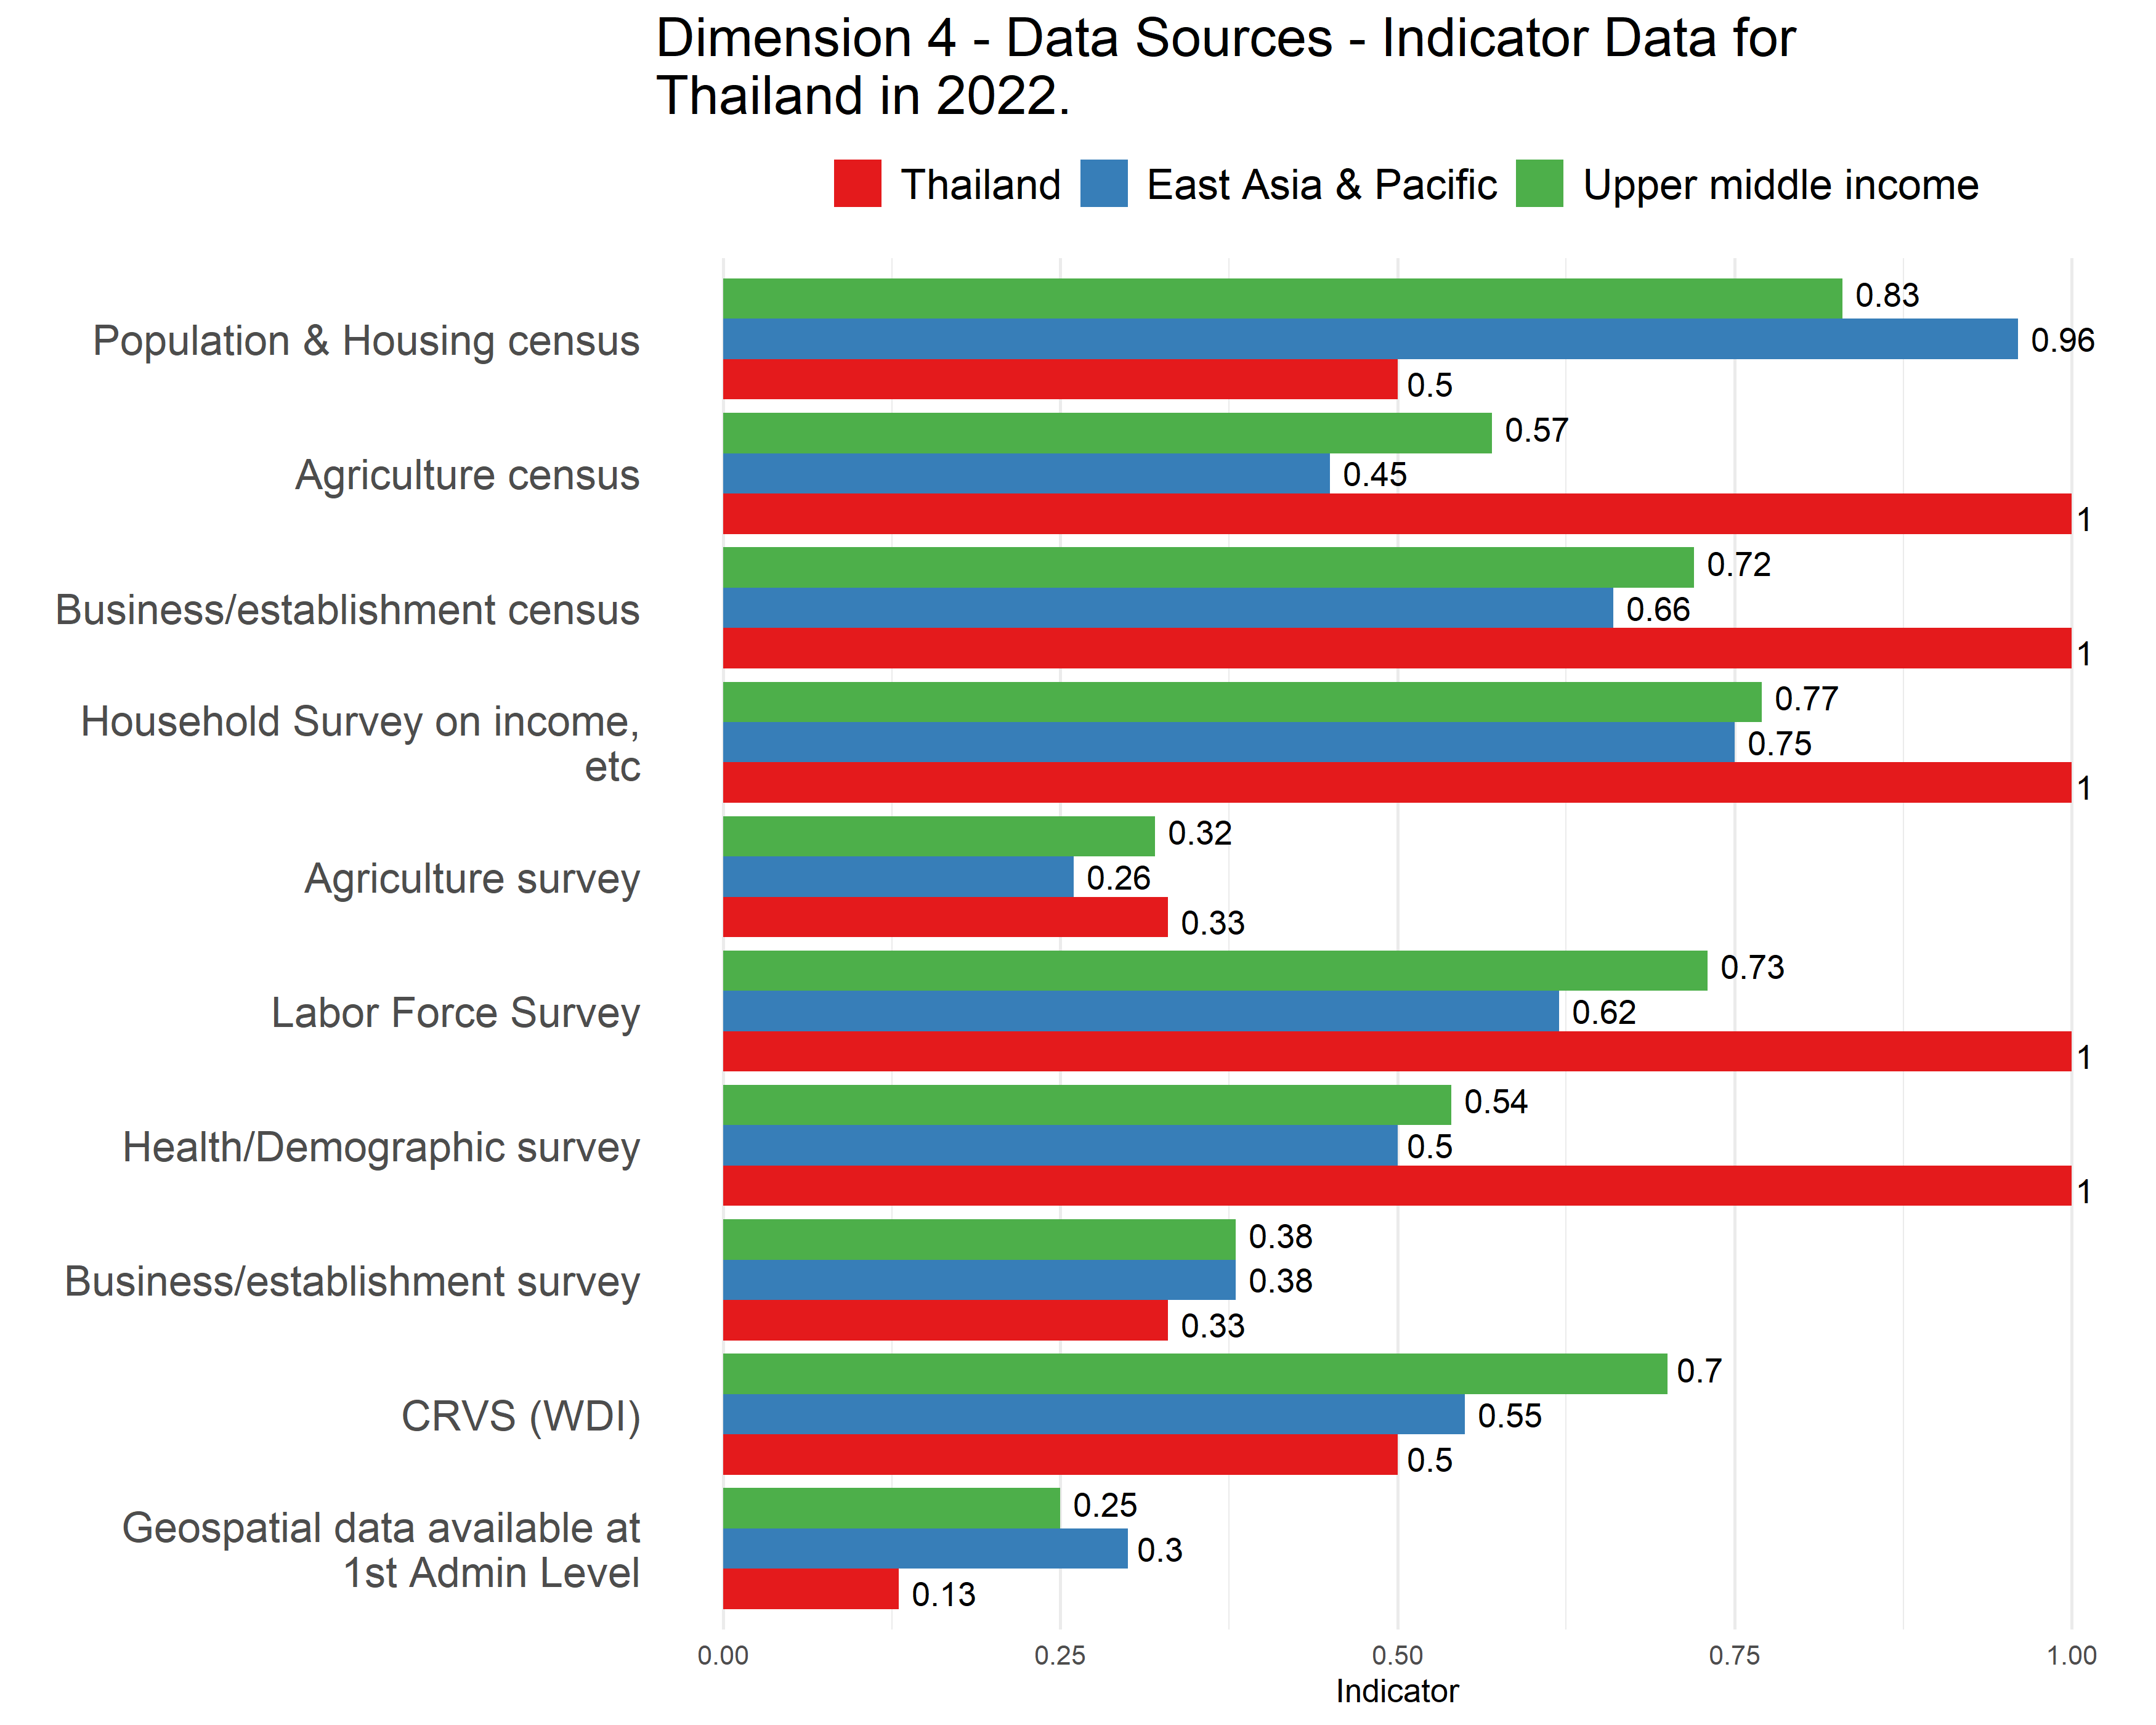 Dimension 4 - Data Sources - Indicator Data for
Thailand in 2022.
Thailand
East Asia & Pacific
Upper middle income
Population & Housing census
0.83
0.96
0.5
Agriculture census
0.57
0.45
1
Business/establishment census
0.72
0.66
1
Household Survey on income,
etc
0.77
0.75
1
Agriculture survey
0.32
0.26
0.33
Labor Force Survey
0.73
0.62
1
Health/Demographic survey
0.54
0.5
1
Business/establishment survey
0.38
0.38
0.33
CRVS (WDI)
0.7
0.55
0.5
Geospatial data available at
1st Admin Level
0.25
0.3
0.13
0.00
0.25
0.50
0.75
1.00
Indicator